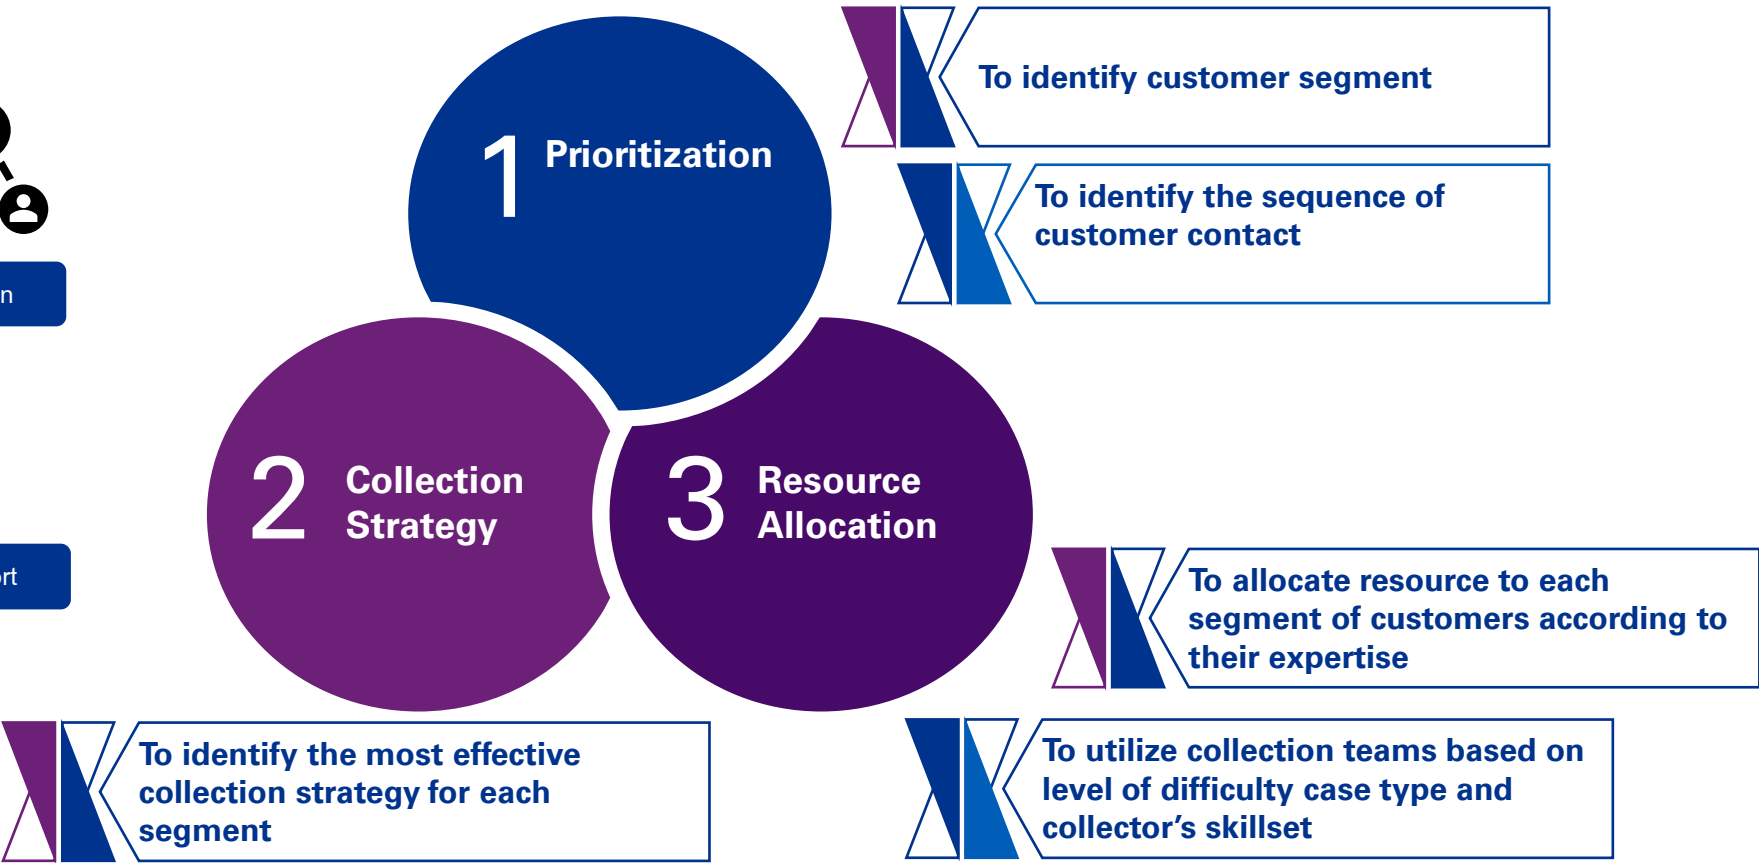 1 Prioritization
To identify customer segment
To identify the sequence of
customer contact
2 Collection
Strategy
3 Resource
Allocation
To allocate resource to each
segment of customers according to
their expertise
To identify the most effective
collection strategy for each
segment
To utilize collection teams based on
level of difficulty case type and
collector’s skillset